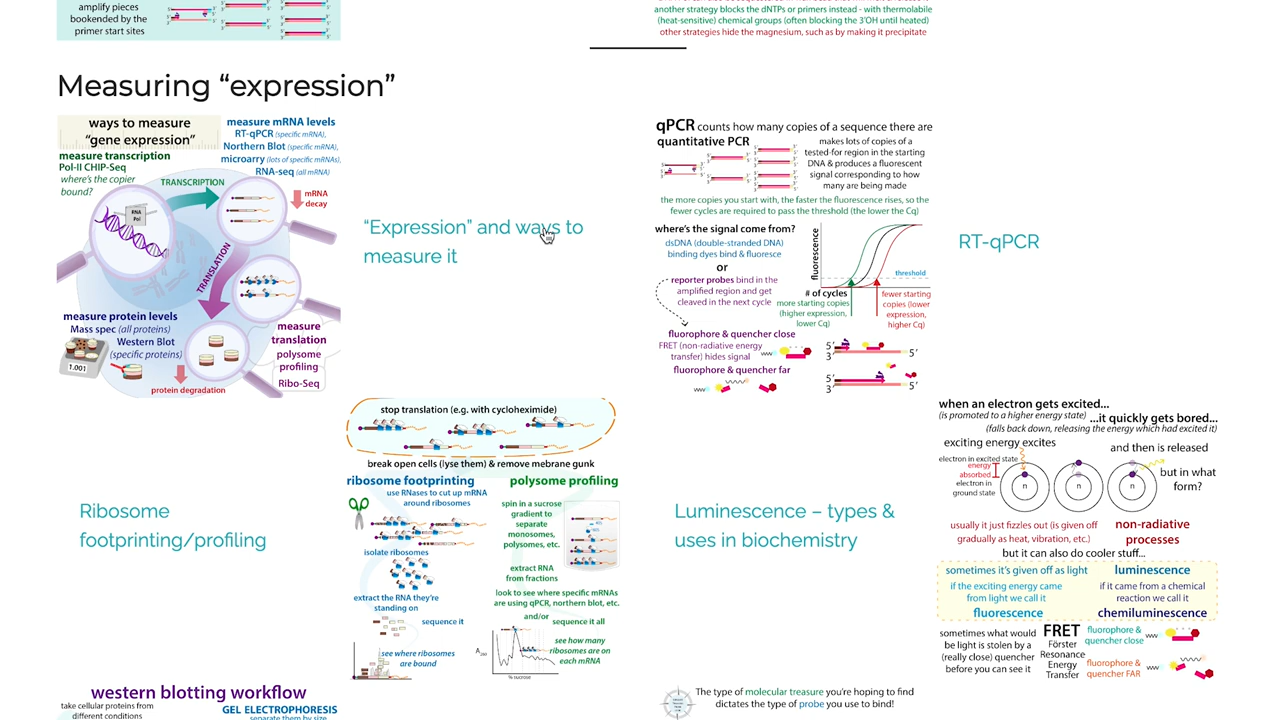 amplify pieces
bookended by the
primer start sites
another strategy blocks the dNTPs or primers instead - with thermolabile
(heat-sensitive) chemical groups (often blocking the 3'OH until heated)
other strategies hide the magnesium, such as by making it precipitate
Measuring “expression”
ways to measure
“gene expression”
measure mRNA levels
RT-qPCR (specific mRNA),
Northern Blot (specific mRNA),
microarry (lots of specific mRNAs),
RNA-seq (all mRNA)
measure transcription
Pol-II CHIP-Seq
where's the copier
bound?
TRANSCRIPTION
RNA
Pol
mRNA
decay
TRANSLATION
measure protein levels
Mass spec (all proteins)
Western Blot
(specific proteins)
1.001
protein degradation
measure
translation
polysome
profiling
Ribo-Seq
“Expression” and ways to
measure it
qPCR counts how many copies of a sequence there are
quantitative PCR
makes lots of copies of a
tested-for region in the starting
DNA & produces a fluorescent
signal corresponding to how
many are being made
the more copies you start with, the faster the fluorescence rises, so the
fewer cycles are required to pass the threshold (the lower the Cq)
where's the signal come from?
dsDNA (double-stranded DNA)
binding dyes bind & fluoresce
or
reporter probes bind in the
amplified region and get
cleaved in the next cycle
fluorescence
threshold
# of cycles
more starting copies
(higher expression,
lower Cq)
fewer starting
copies (lower
expression,
higher Cq)
fluorophore & quencher close
FRET (non-radiative energy
transfer) hides signal
fluorophore & quencher far
5'
3'
5'
5'
3'
5'
RT-qPCR
Ribosome
footprinting/profiling
stop translation (e.g. with cycloheximide)
break open cells (lyse them) & remove mebrane gunk
ribosome footprinting
use RNases to cut up mRNA
around ribosomes
isolate ribosomes
extract the RNA they're
standing on
sequence it
see where ribosomes
are bound
polysome profiling
spin in a sucrose
gradient to
separate
monosomes,
polysomes, etc.
extract RNA
from fractions
look to see where specific mRNAs
are using qPCR, northern blot, etc.
and/or
sequence it all
see how many
ribosomes are on
each mRNA
A260
% sucrose
Luminescence – types &
uses in biochemistry
when an electron gets excited...
(is promoted to a higher energy state)
...it quickly gets bored...
(falls back down, releasing the energy which had excited it)
exciting energy excites
and then is released
electron in excited state
energy
absorbed
electron in
ground state
n
n
n
but in what
form?
usually it just fizzles out (is given off
gradually as heat, vibration, etc.)
non-radiative
processes
but it can also do cooler stuff...
sometimes it's given off as light
luminescence
if the exciting energy came
from light we call it
fluorescence
if it came from a chemical
reaction we call it
chemiluminescence
sometimes what would
be light is stolen by a
(really close) quencher
before you can see it
FRET
Förster
Resonance
Energy
Transfer
fluorophore &
quencher close
fluorophore &
quencher FAR
western blotting workflow
take cellular proteins from
different conditions
GEL ELECTROPHORESIS
separate them by size
The type of molecular treasure you're hoping to find
dictates the type of probe you use to bind!